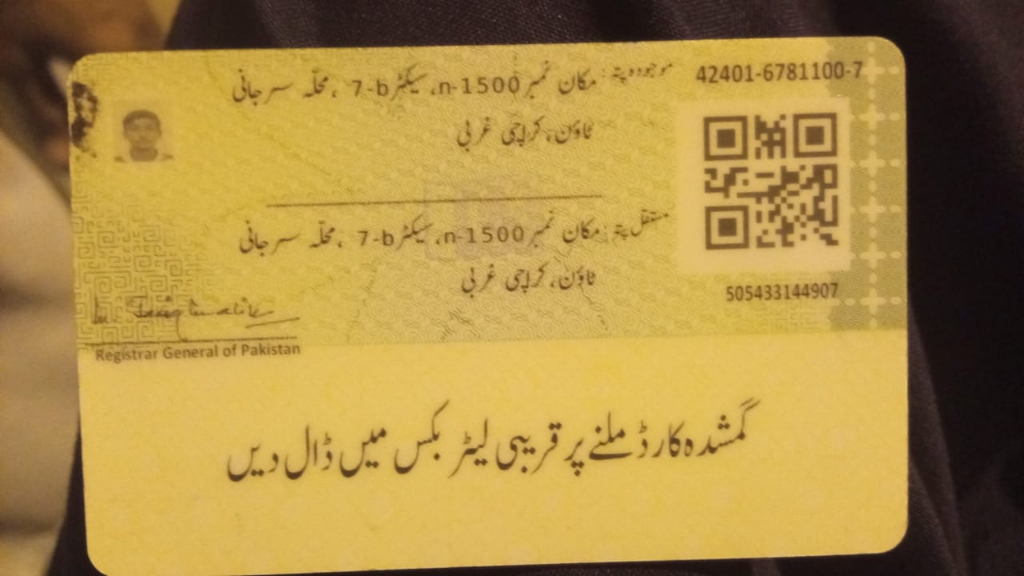 42401-6781100-7
موجودہ پتہ: مکان نمبر n-1500، سیکٹر 7-b، محلّہ سرجانی
ٹاؤن، کراچی غربی
مستقل پتہ: مکان نمبر n-1500، سیکٹر 7-b، محلّہ سرجانی
ٹاؤن، کراچی غربی
505433144907
Registrar General of Pakistan
گمشدہ کارڈ ملنے پر قریبی لیٹر بکس میں ڈال دیں